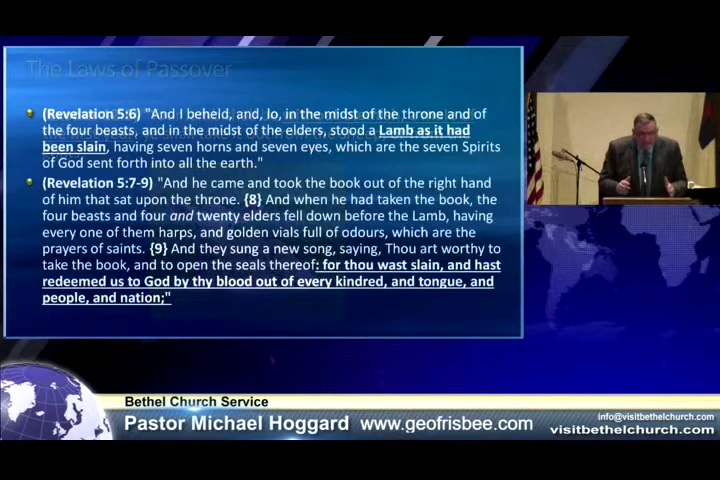 The Laws of Passover
(Revelation 5:6) "And I beheld, and, lo, in the midst of the throne and of
the four beasts, and in the midst of the elders, stood a Lamb as it had
been slain, having seven horns and seven eyes, which are the seven Spirits
of God sent forth into all the earth."
(Revelation 5:7-9) "And he came and took the book out of the right hand
of him that sat upon the throne. {8} And when he had taken the book, the
four beasts and four and twenty elders fell down before the Lamb, having
every one of them harps, and golden vials full of odours, which are the
prayers of saints. {9} And they sung a new song, saying, Thou art worthy to
take the book, and to open the seals thereof: for thou wast slain, and hast
redeemed us to God by thy blood out of every kindred, and tongue, and
people, and nation;"
Bethel Church Service
Pastor Michael Hoggard www.geofrisbee.com
info@visitbethelchurch.com
visitbethelchurch.com